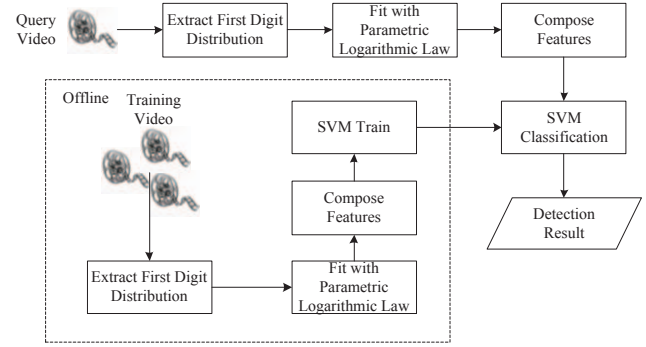 Query
Video
Extract First Digit
Distribution
Fit with
Parametric
Logarithmic Law
Compose
Features
Offline
Training
Video
SVM Train
SVM
Classification
Compose
Features
Detection
Result
Extract First Digit
Distribution
Fit with
Parametric
Logarithmic Law